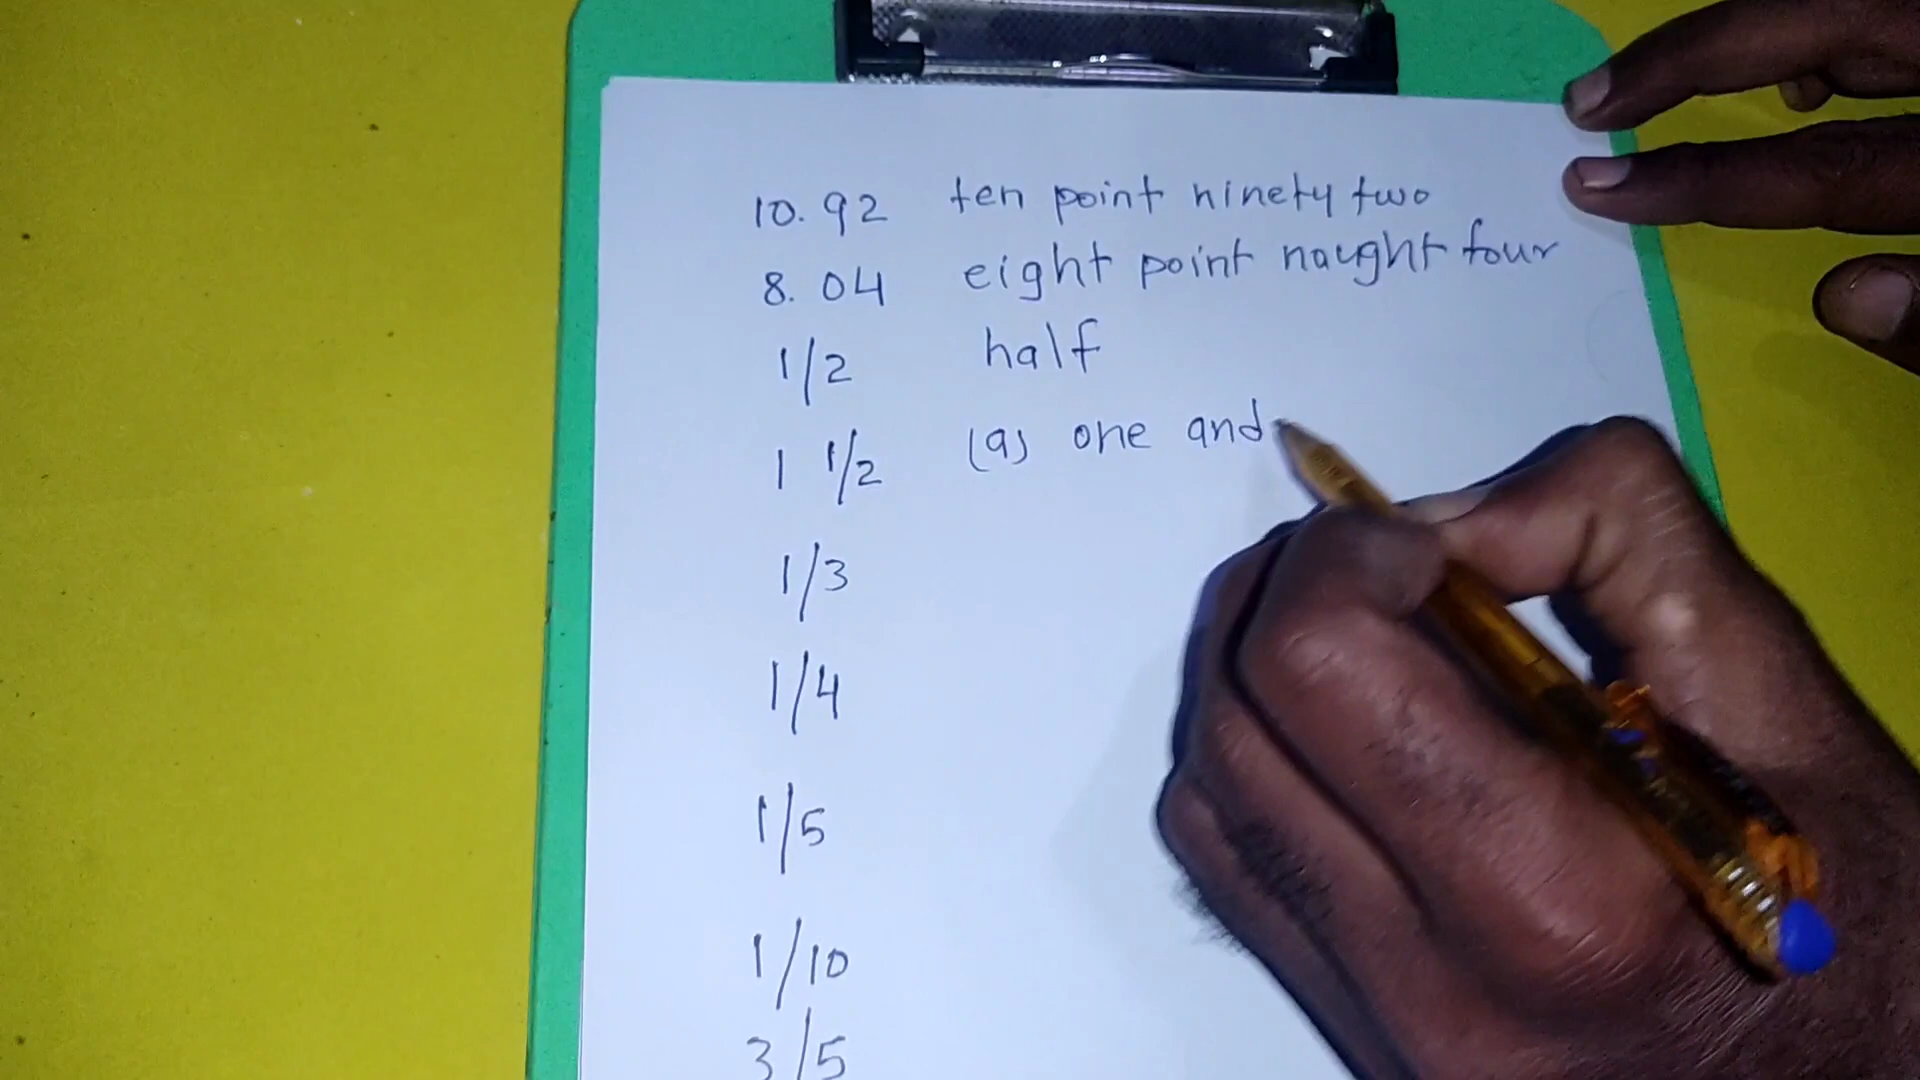 10.92 ten point ninety two
8.04 eight point naught four
1/2 half
1 1/2 (a) one and
1/3
1/4
1/5
1/10
3/5